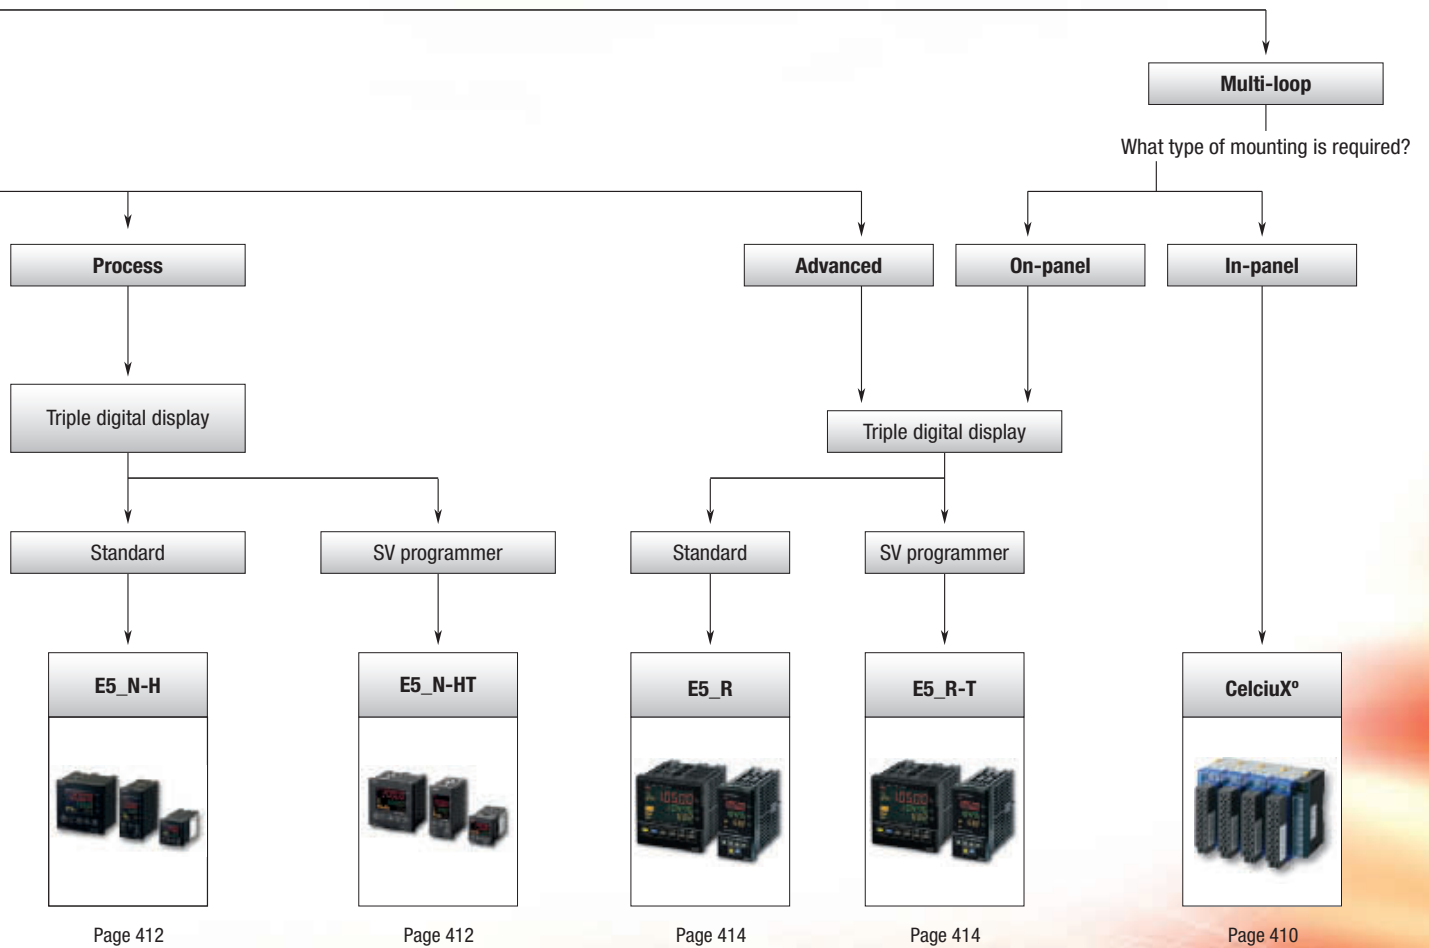 Multi-loop
What type of mounting is required?
Process
Advanced
On-panel
In-panel
Triple digital display
Triple digital display
Standard
SV programmer
Standard
SV programmer
E5_N-H
E5_N-HT
E5_R
E5_R-T
CelciuXº
Page 412
Page 412
Page 414
Page 414
Page 410